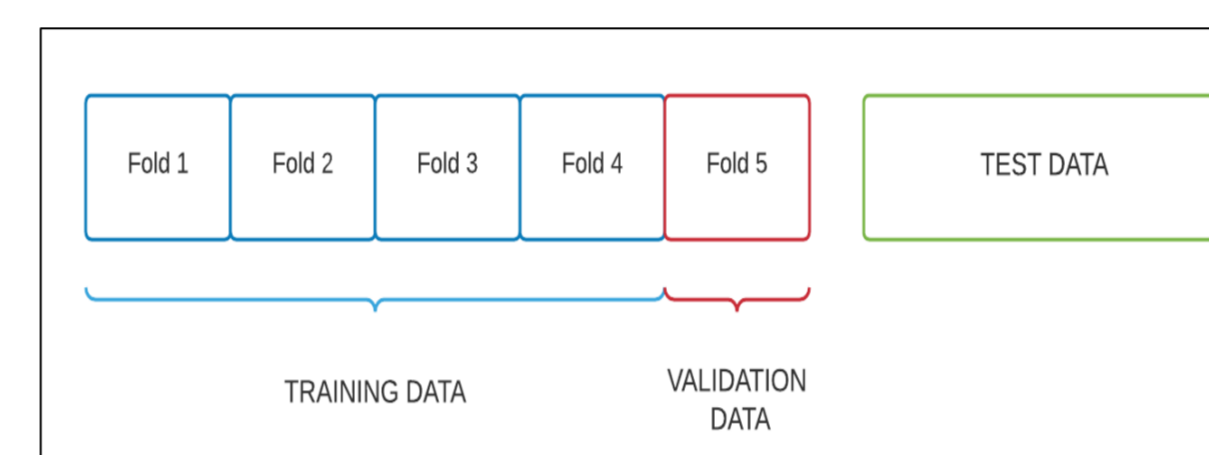 Fold 1
Fold 2
Fold 3
Fold 4
Fold 5
TEST DATA
TRAINING DATA
VALIDATION
DATA